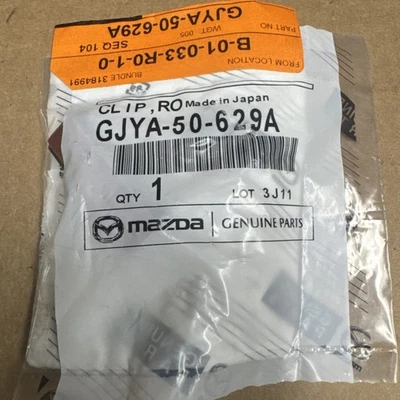 PART NO
GJYA-50-629A
WGT: .005
SEQ 104
FROM LOCATION
B-01-033-R0-1-0
BUNDLE 3184991
CLIP,RO Made in Japan
GJYA-50-629A
QTY 1 LOT 3J11
mazda GENUINE PARTS